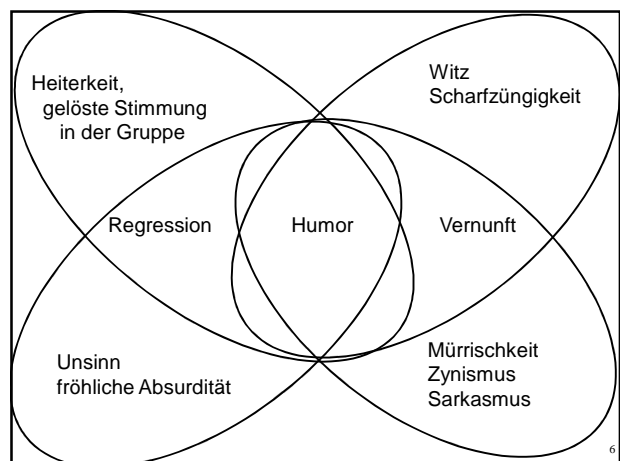 Heiterkeit,
gelöste Stimmung
in der Gruppe
Witz
Scharfzüngigkeit
Regression
Humor
Vernunft
Unsinn
fröhliche Absurdität
Mürrischkeit
Zynismus
Sarkasmus
6